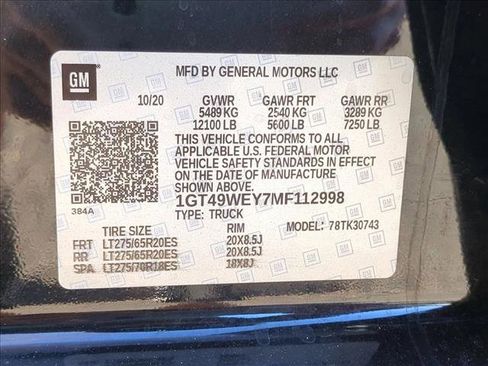 GM
MFD BY GENERAL MOTORS LLC
10/20 GVWR GAWR FRT GAWR RR
5489 KG 2540 KG 3289 KG
12100 LB 5600 LB 7250 LB
THIS VEHICLE CONFORMS TO ALL
APPLICABLE U.S. FEDERAL MOTOR
VEHICLE SAFETY STANDARDS IN EFFECT
ON THE DATE OF MANUFACTURE
SHOWN ABOVE.
384A
1GT49WEY7MF112998
TYPE: TRUCK MODEL: 78TK30743
TIRE SIZE RIM
FRT LT275/65R20ES 20X8.5J
RR LT275/65R20ES 20X8.5J
SPA LT275/70R18ES 18X8J